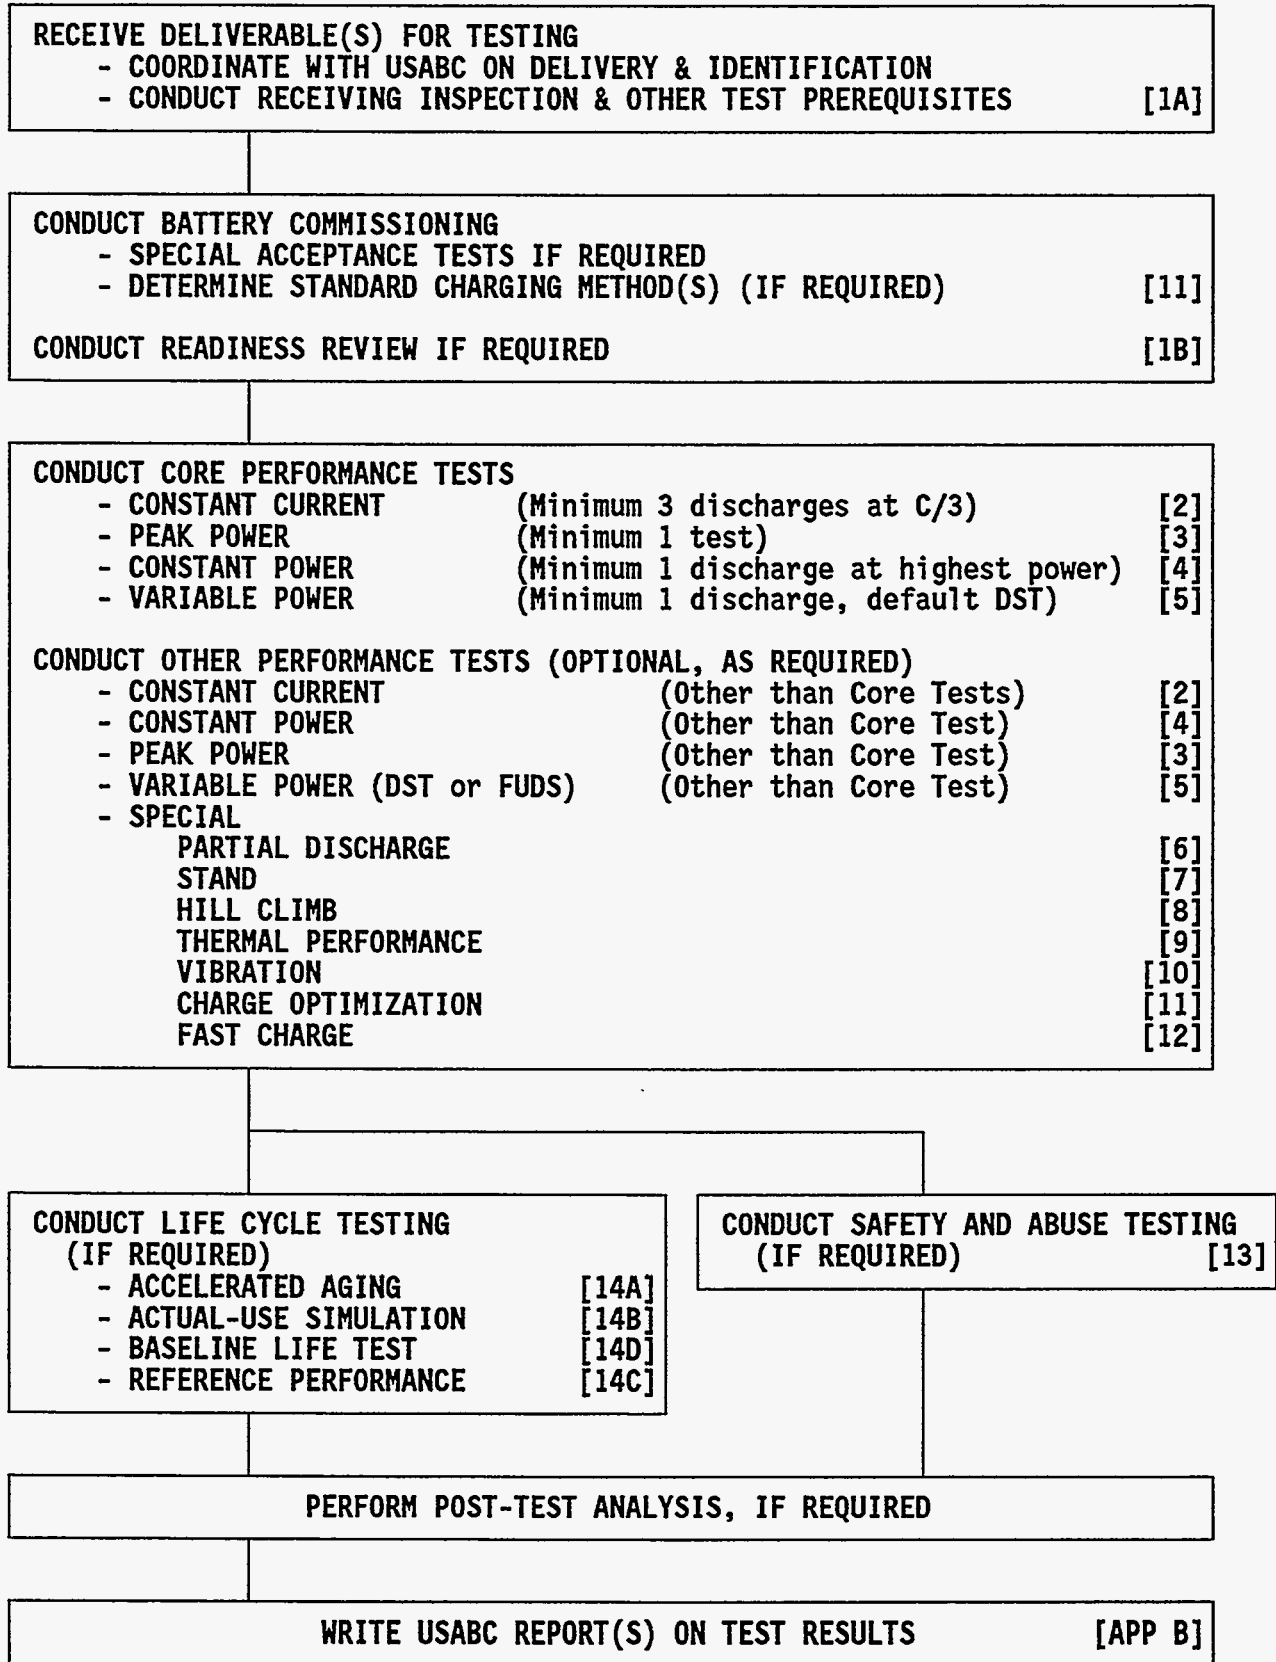 RECEIVE DELIVERABLE(S) FOR TESTING
- COORDINATE WITH USABC ON DELIVERY & IDENTIFICATION
- CONDUCT RECEIVING INSPECTION & OTHER TEST PREREQUISITES [1A]
CONDUCT BATTERY COMMISSIONING
- SPECIAL ACCEPTANCE TESTS IF REQUIRED
- DETERMINE STANDARD CHARGING METHOD(S) (IF REQUIRED) [11]
CONDUCT READINESS REVIEW IF REQUIRED [1B]
CONDUCT CORE PERFORMANCE TESTS
- CONSTANT CURRENT (Minimum 3 discharges at C/3) [2]
- PEAK POWER (Minimum 1 test) [3]
- CONSTANT POWER (Minimum 1 discharge at highest power) [4]
- VARIABLE POWER (Minimum 1 discharge, default DST) [5]
CONDUCT OTHER PERFORMANCE TESTS (OPTIONAL, AS REQUIRED)
- CONSTANT CURRENT (Other than Core Tests) [2]
- CONSTANT POWER (Other than Core Test) [4]
- PEAK POWER (Other than Core Test) [3]
- VARIABLE POWER (DST or FUDS) (Other than Core Test) [5]
- SPECIAL
PARTIAL DISCHARGE [6]
STAND [7]
HILL CLIMB [8]
THERMAL PERFORMANCE [9]
VIBRATION [10]
CHARGE OPTIMIZATION [11]
FAST CHARGE [12]
CONDUCT LIFE CYCLE TESTING
(IF REQUIRED)
- ACCELERATED AGING [14A]
- ACTUAL-USE SIMULATION [14B]
- BASELINE LIFE TEST [14D]
- REFERENCE PERFORMANCE [14C]
CONDUCT SAFETY AND ABUSE TESTING
(IF REQUIRED) [13]
PERFORM POST-TEST ANALYSIS, IF REQUIRED
WRITE USABC REPORT(S) ON TEST RESULTS [APP B]